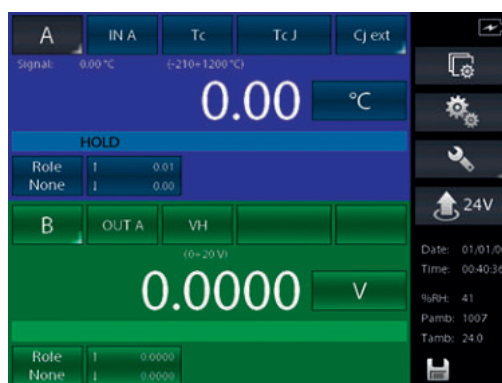 A IN A Tc Tc J Cj ext
Signal: 0.00 °C (-210÷1200 °C)
0.00 °C
HOLD
Role None ↑ 0.01
↓ 0.00
24V
B OUT A VH
(0÷20 V)
0.0000 V
Role None ↑ 0.0000
↓ 0.0000
Date: 01/01/0
Time: 00:40:36
%RH: 41
Pamb: 1007
Tamb: 24.0